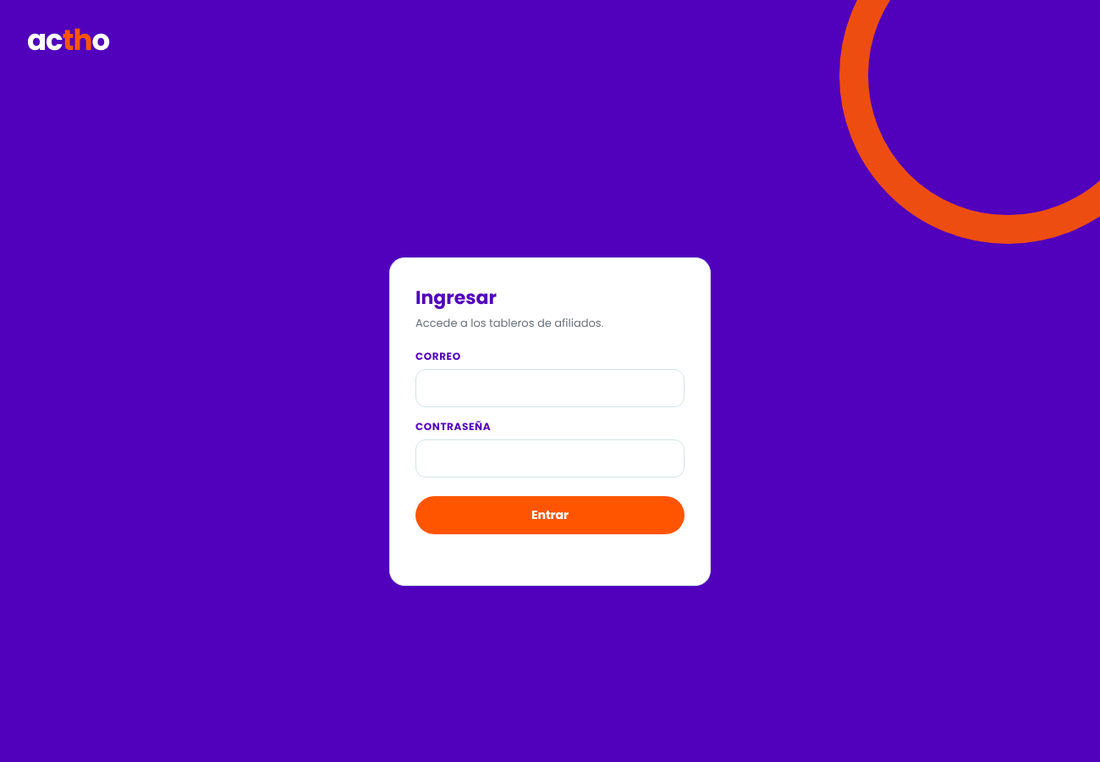 actho
Ingresar
Accede a los tableros de afiliados.
CORREO
CONTRASEÑA
Entrar